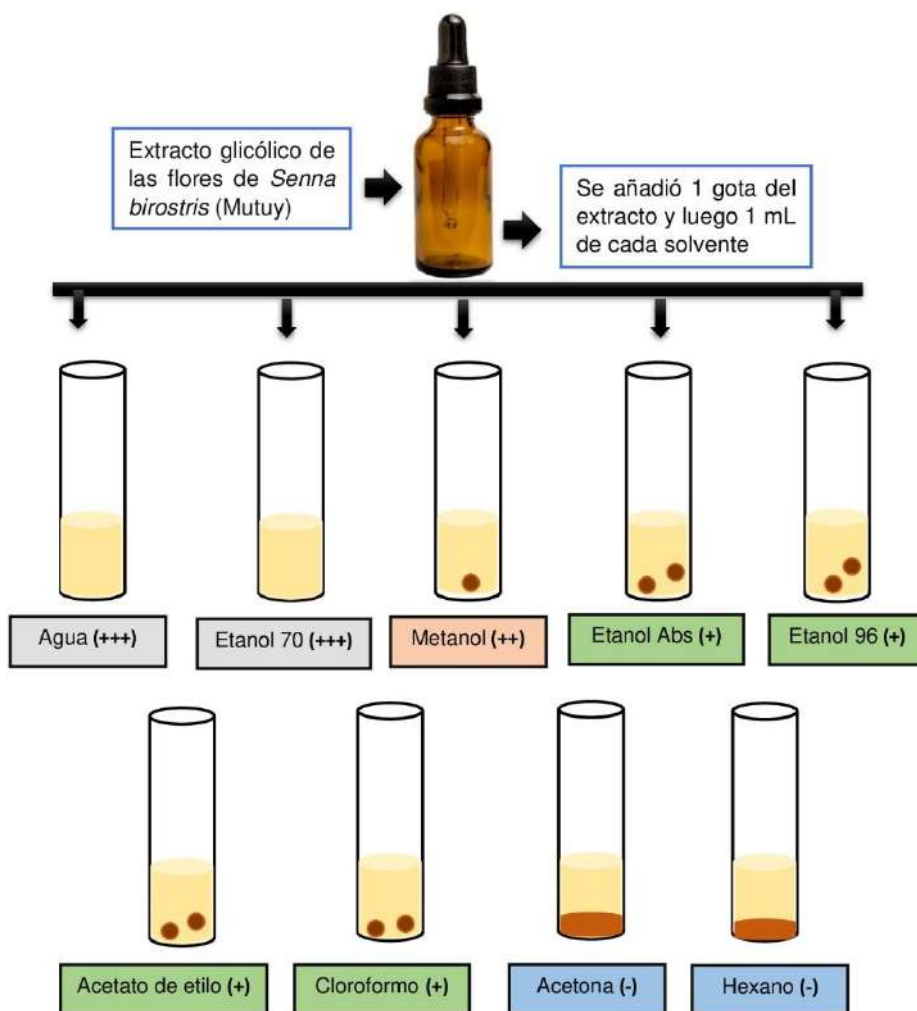 Extracto glicólico de
las flores de Senna
birostris (Mutuy)
Se añadió 1 gota del
extracto y luego 1 mL
de cada solvente
Agua (+++)
Etanol 70 (+++)
Metanol (++)
Etanol Abs (+)
Etanol 96 (+)
Acetato de etilo (+)
Cloroformo (+)
Acetona (-)
Hexano (-)